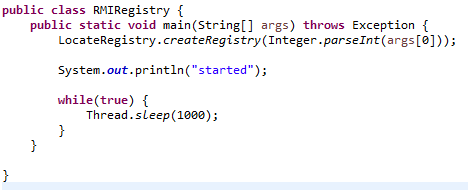 public class RMIRegistry {
    public static void main(String[] args) throws Exception {
        LocateRegistry.createRegistry(Integer.parseInt(args[0]));

        System.out.println("started");

        while(true) {
            Thread.sleep(1000);
        }
    }

}